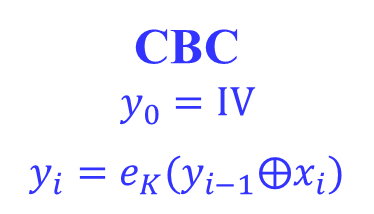 CBC
y₀ = IV
yᵢ = e_K(yᵢ₋₁⊕xᵢ)